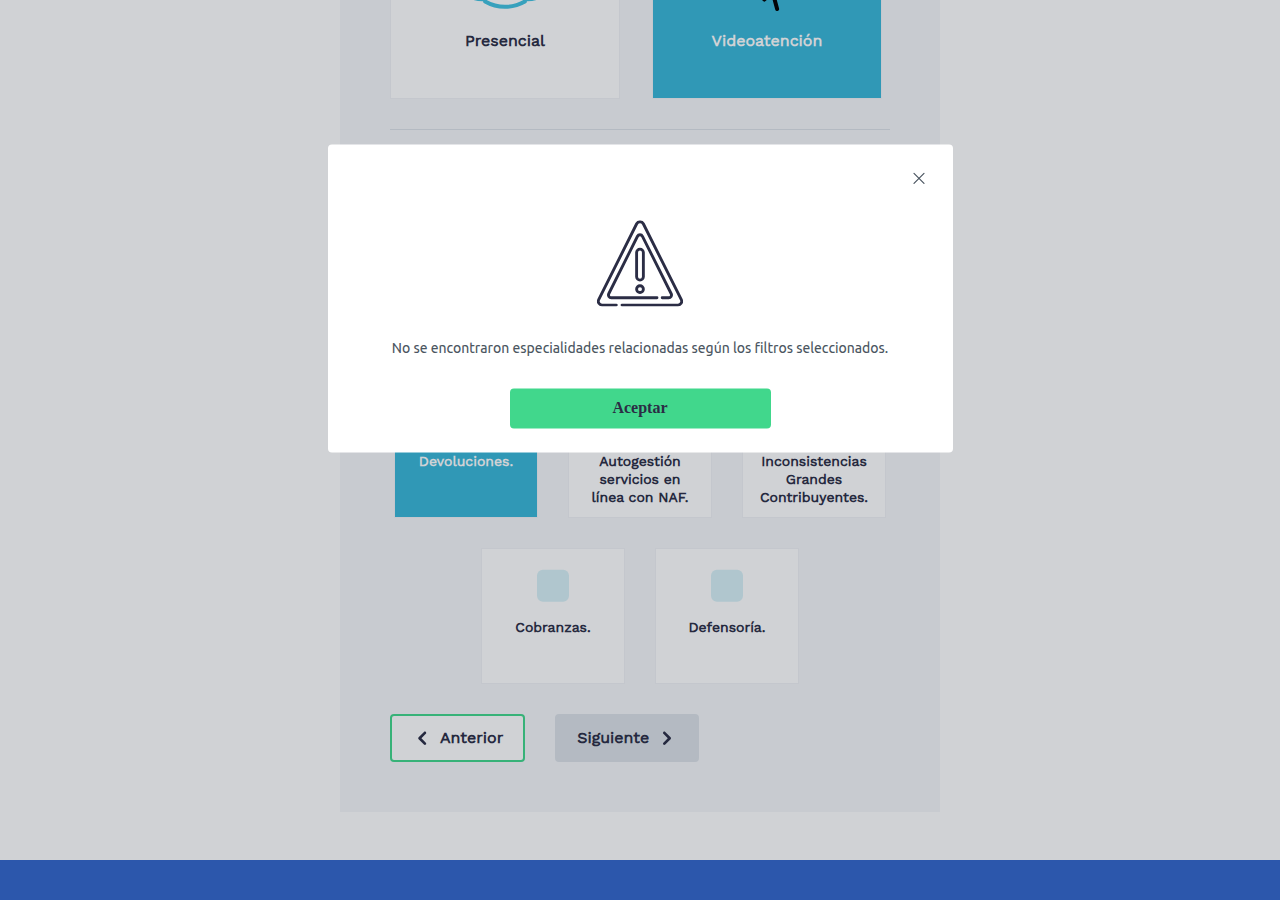 Presencial
Videoatención
No se encontraron especialidades relacionadas según los filtros seleccionados.
Aceptar
Devoluciones.
Autogestión
servicios en
línea con NAF.
Inconsistencias
Grandes
Contribuyentes.
Cobranzas.
Defensoría.
Anterior
Siguiente